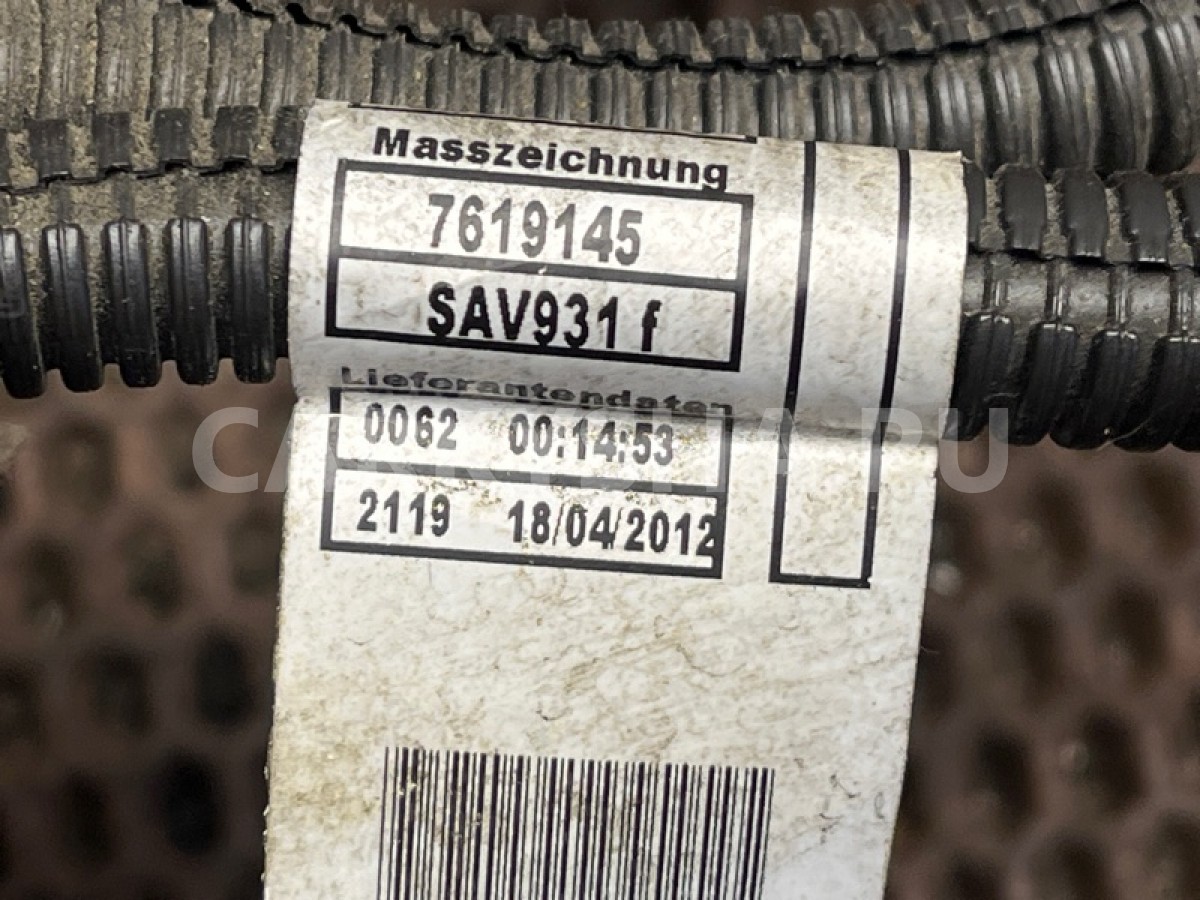 Masszeichnung
7619145
SAV931 f
Lieferantendaten
0062 00:14:53
2119 18/04/2012